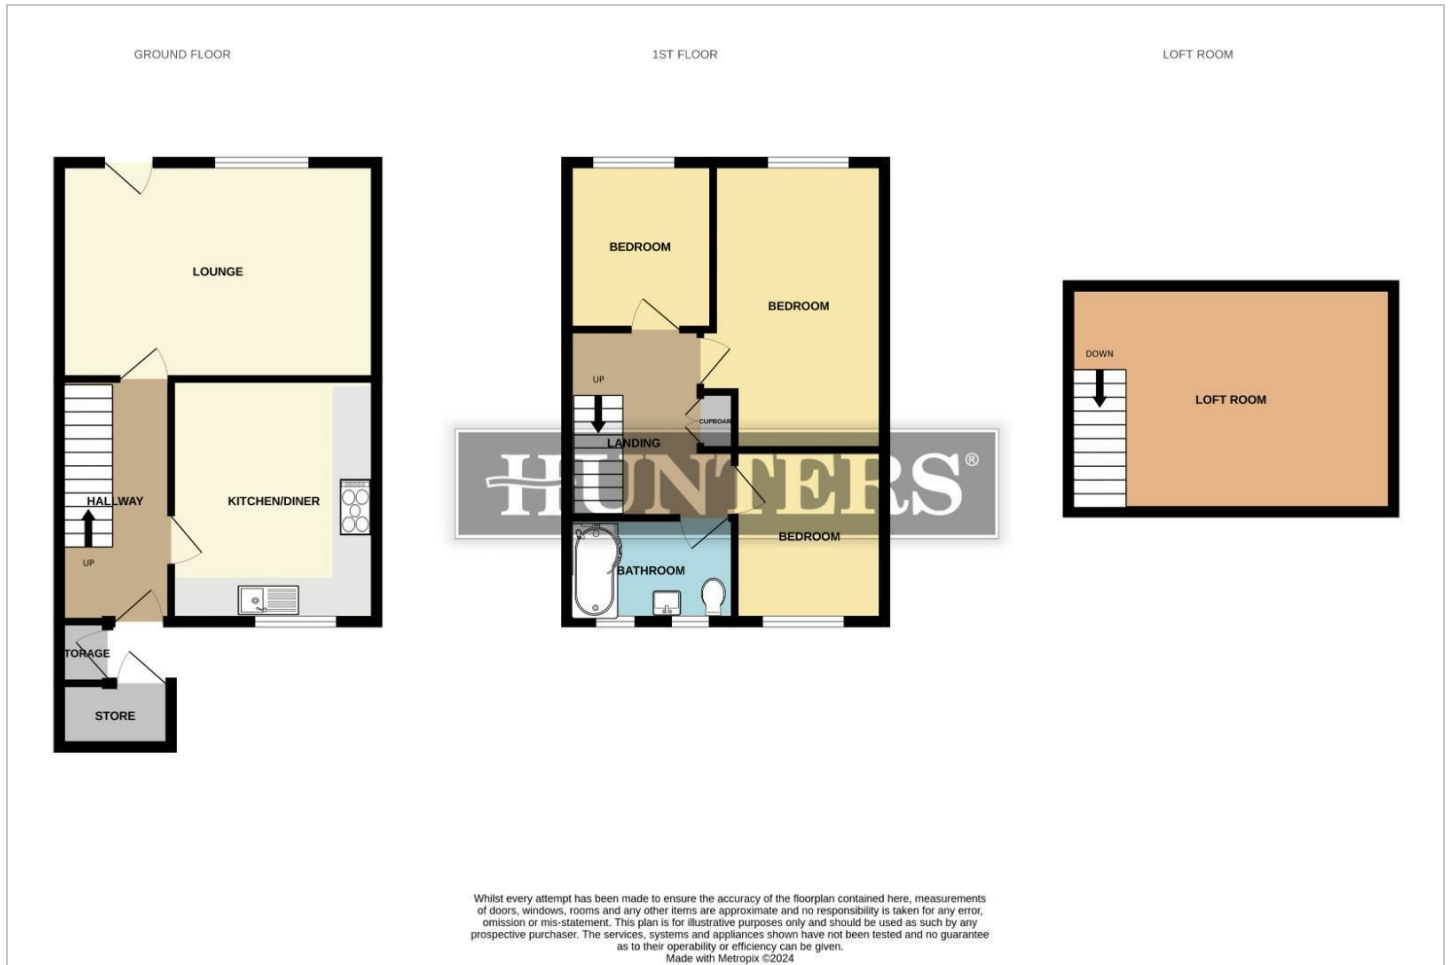 GROUND FLOOR
1ST FLOOR
LOFT ROOM
LOUNGE
HALLWAY
KITCHEN/DINER
UP
TORAGE
STORE
BEDROOM
BEDROOM
UP
CUPBOAR
LANDING
BEDROOM
BATHROOM
HUNTERS®
DOWN
LOFT ROOM
Whilst every attempt has been made to ensure the accuracy of the floorplan contained here, measurements
of doors, windows, rooms and any other items are approximate and no responsibility is taken for any error,
omission or mis-statement. This plan is for illustrative purposes only and should be used as such by any
prospective purchaser. The services, systems and appliances shown have not been tested and no guarantee
as to their operability or efficiency can be given.
Made with Metropix ©2024